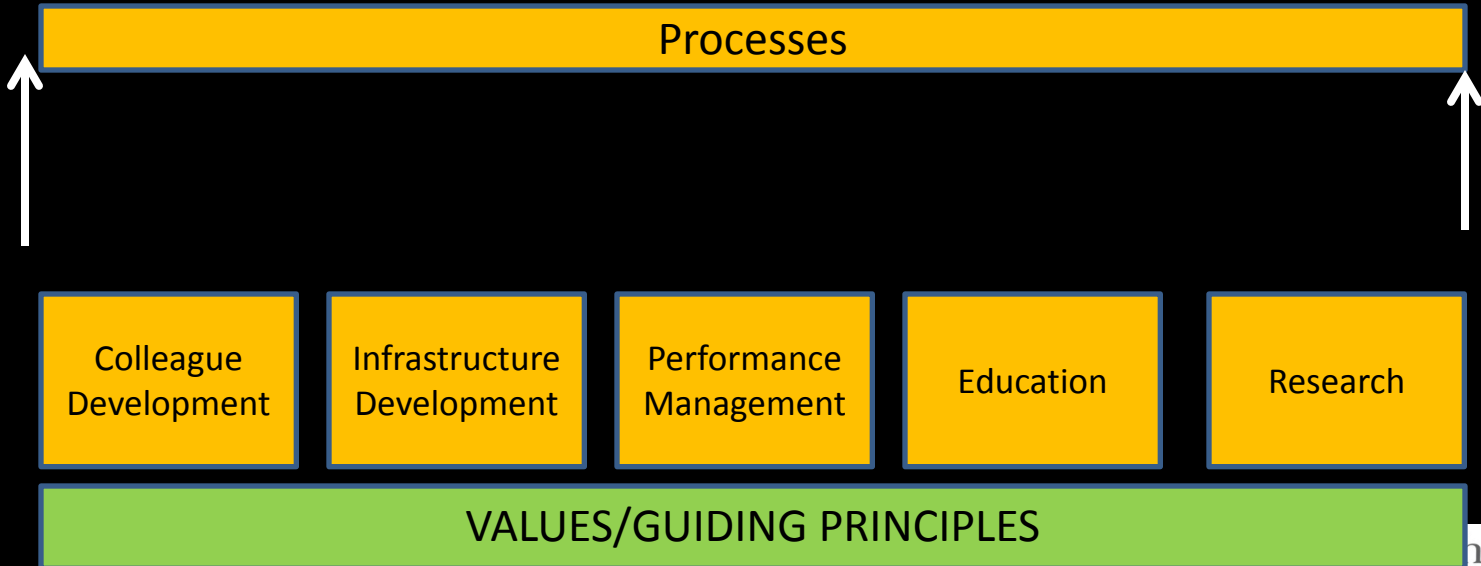 Processes
Colleague
Development
Infrastructure
Development
Performance
Management
Education
Research
VALUES/GUIDING PRINCIPLES